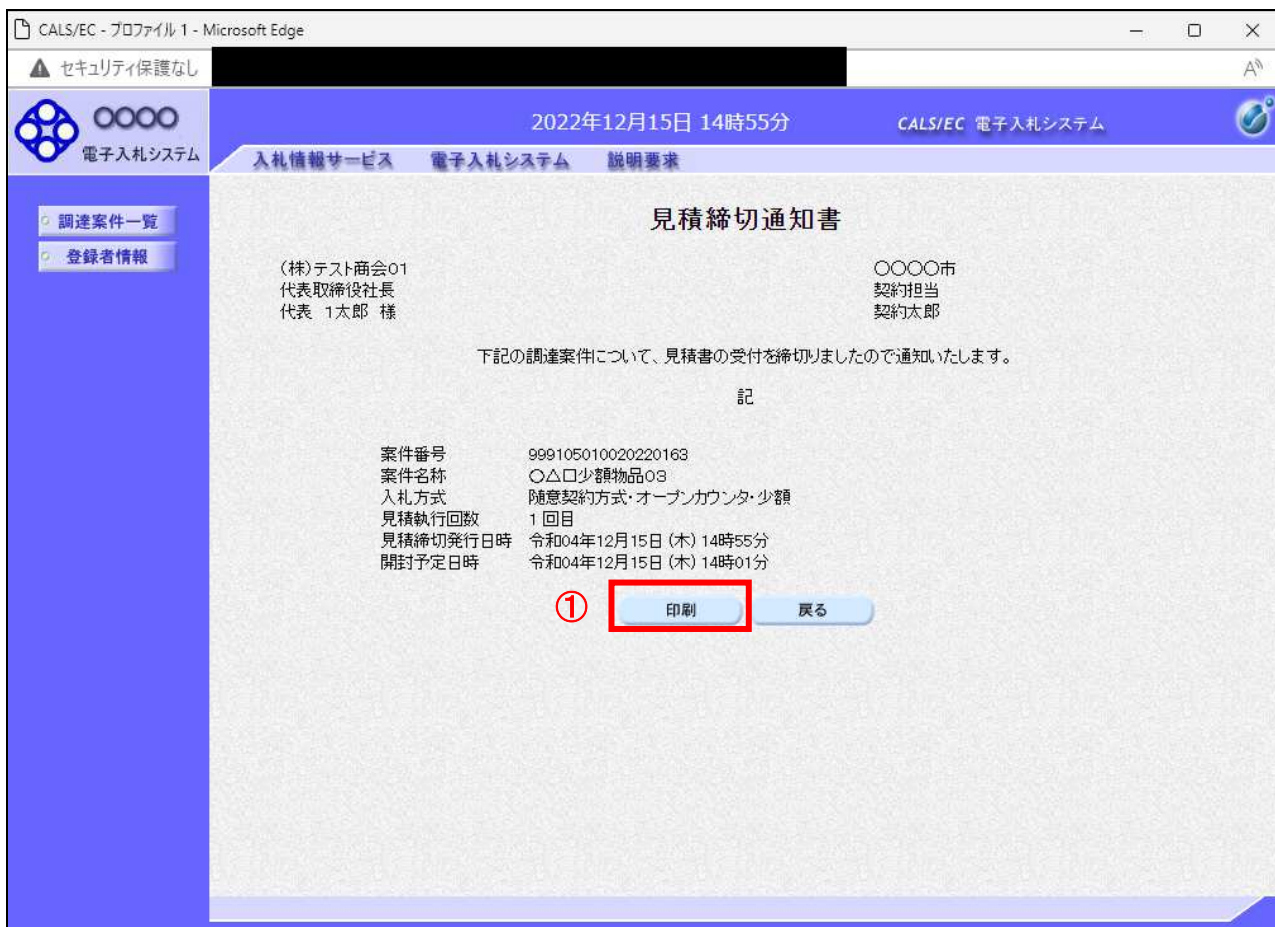 CALS/EC - プロファイル 1 - Microsoft Edge
セキュリティ保護なし
〇〇〇〇
電子入札システム
2022年12月15日 14時55分
CALS/EC 電子入札システム
入札情報サービス 電子入札システム 説明要求
調達案件一覧
登録者情報
見積締切通知書
(株)テスト商会01
代表取締役社長
代表 1太郎 様
〇〇〇〇市
契約担当
契約太郎
下記の調達案件について、見積書の受付を締切りましたので通知いたします。
記
案件番号 999105010020220163
案件名称 〇△口少額物品03
入札方式 随意契約方式・オープンカウンタ・少額
見積執行回数 1 回目
見積締切発行日時 令和04年12月15日 (木) 14時55分
開封予定日時 令和04年12月15日 (木) 14時01分
① 印刷 戻る